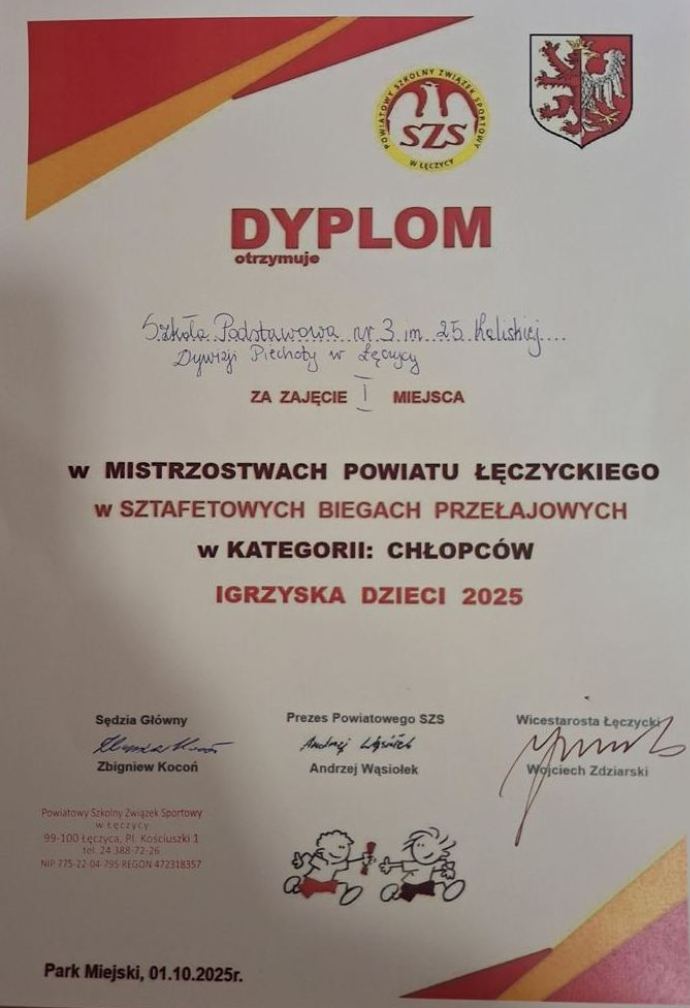 POWIATOWY SZKOLNY ZWIĄZEK SPORTOWY
SZS
W ŁĘCZYCY
DYPLOM
otrzymuje
Szkoła Podstawowa nr 3 im. 25 Kaliskiej
Dywizji Piechoty w Łęczycy
ZA ZAJĘCIE I MIEJSCA
w MISTRZOSTWACH POWIATU ŁĘCZYCKIEGO
w SZTAFETOWYCH BIEGACH PRZEŁAJOWYCH
w KATEGORII: CHŁOPCÓW
IGRZYSKA DZIECI 2025
Sędzia Główny Prezes Powiatowego SZS Wicestarosta Łęczycki
Andrzej Wąsiołek
Zbigniew Kocoń Andrzej Wąsiołek Wojciech Zdziarski
Powiatowy Szkolny Związek Sportowy
w Łęczycy
99-100 Łęczyca, Pl. Kościuszki 1
tel. 24 388-72-26
NIP 775-22-04-795 REGON 472318357
Park Miejski, 01.10.2025r.